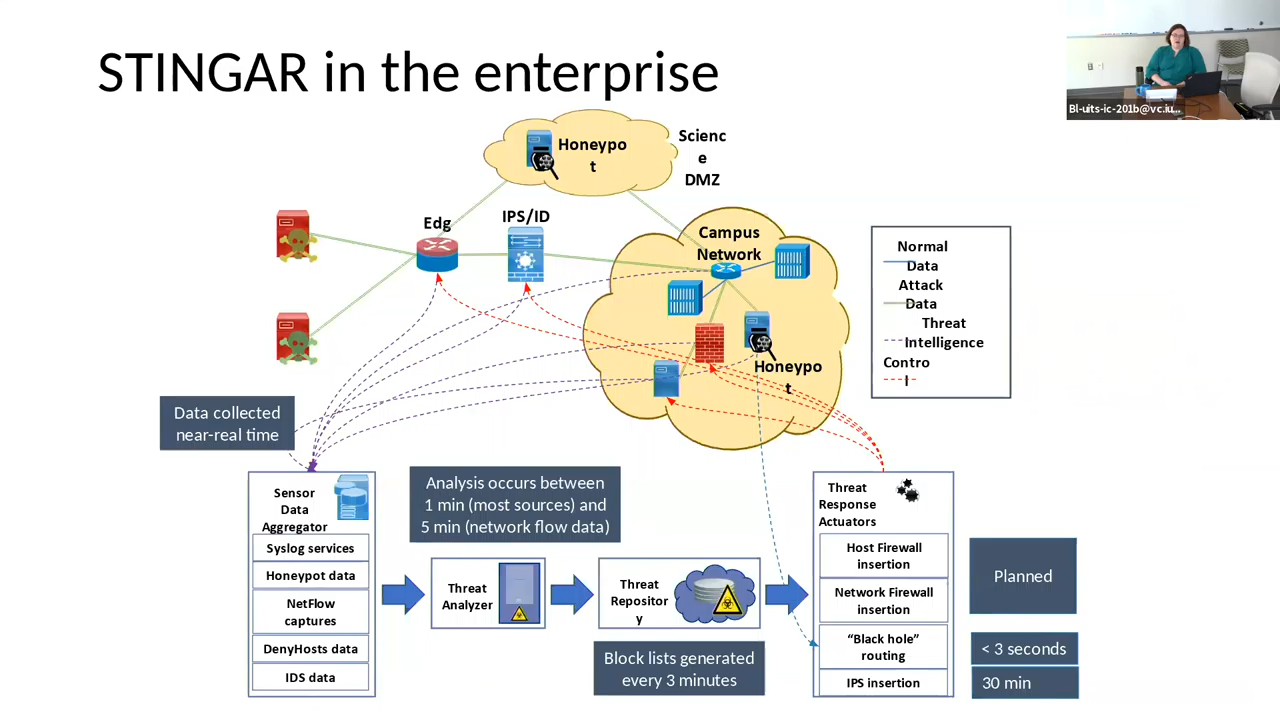 STINGAR in the enterprise
Bl-uits-ic-201b@vc.iu...
Honeypo
t
Scienc
e
DMZ
Edg
IPS/ID
Campus
Network
Honeypo
t
Normal
Data
Attack
Data
Threat
Intelligence
Contro
l
Data collected
near-real time
Sensor
Data
Aggregator
Syslog services
Honeypot data
NetFlow
captures
DenyHosts data
IDS data
Analysis occurs between
1 min (most sources) and
5 min (network flow data)
Threat
Analyzer
Threat
Repositor
y
Block lists generated
every 3 minutes
Threat
Response
Actuators
Host Firewall
insertion
Network Firewall
insertion
“Black hole”
routing
IPS insertion
Planned
< 3 seconds
30 min